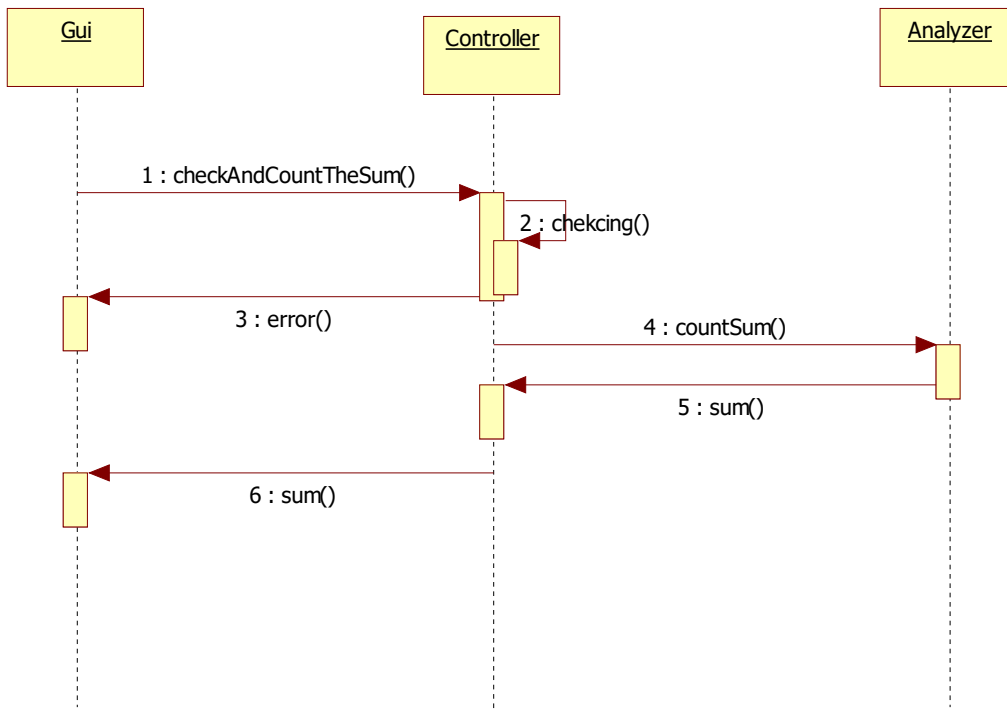 Gui
Controller
Analyzer
1 : checkAndCountTheSum()
2 : chekcing()
3 : error()
4 : countSum()
5 : sum()
6 : sum()